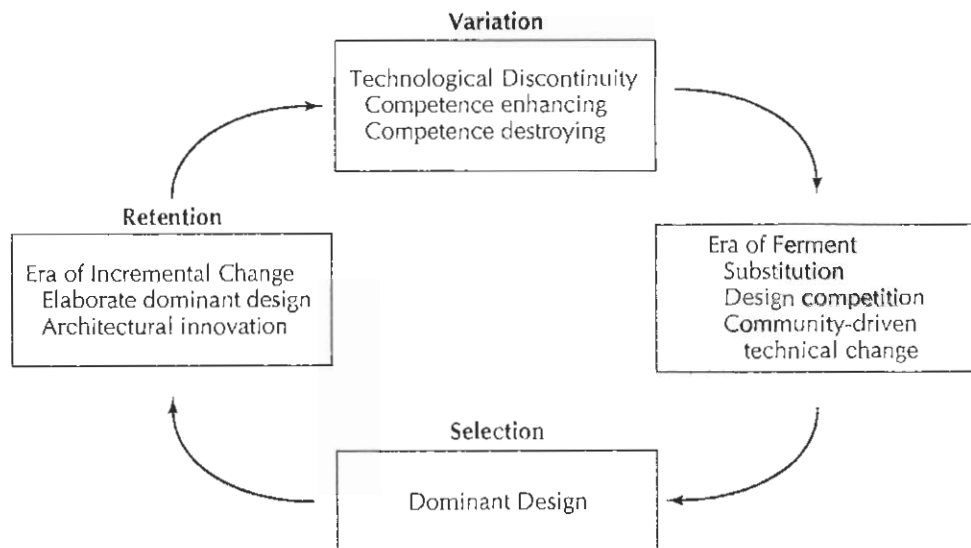 Variation
Technological Discontinuity
Competence enhancing
Competence destroying
Retention
Era of Incremental Change
Elaborate dominant design
Architectural innovation
Era of Ferment
Substitution
Design competition
Community-driven
technical change
Selection
Dominant Design